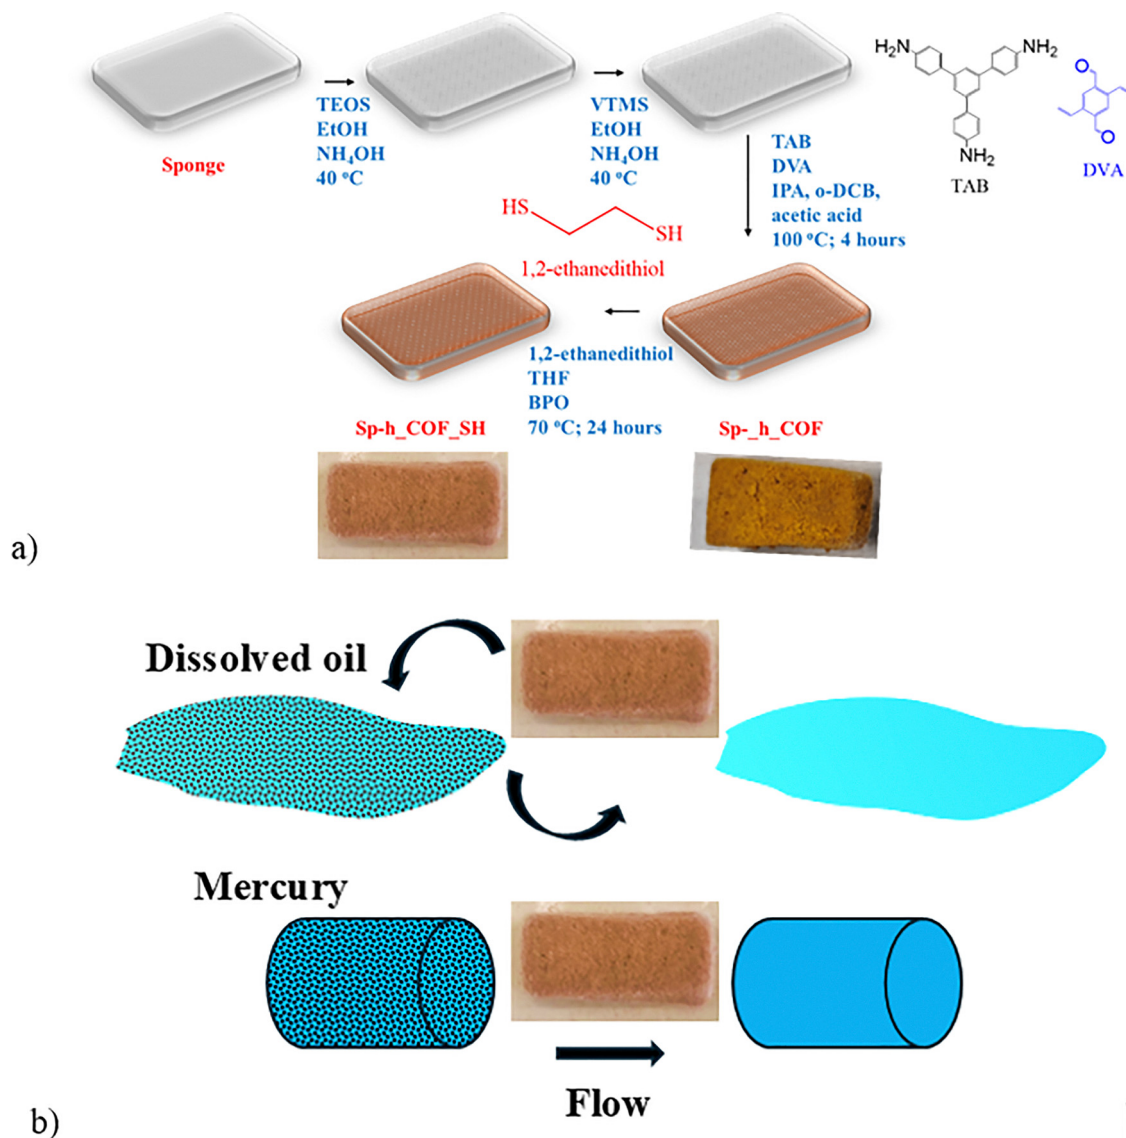 Sponge
TEOS
EtOH
NH₄OH
40 °C
VTMS
EtOH
NH₄OH
40 °C
H₂N
NH₂
NH₂
TAB
O
O
DVA
TAB
DVA
IPA, o-DCB,
acetic acid
100 °C; 4 hours
HS
SH
1,2-ethanedithiol
1,2-ethanedithiol
THF
BPO
70 °C; 24 hours
Sp-h_COF_SH
Sp-_h_COF
a)
Dissolved oil
Mercury
Flow
b)